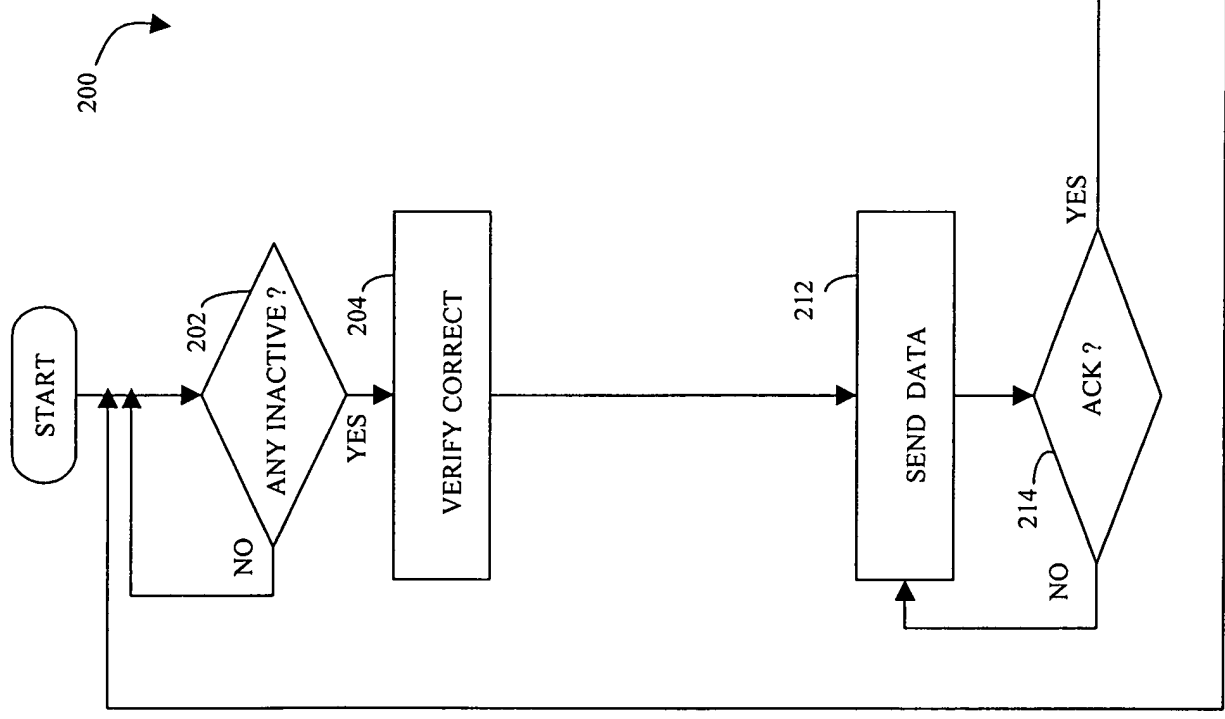 200
START
ANY INACTIVE ?
202
NO
YES
VERIFY CORRECT
204
SEND DATA
212
ACK ?
214
NO
YES